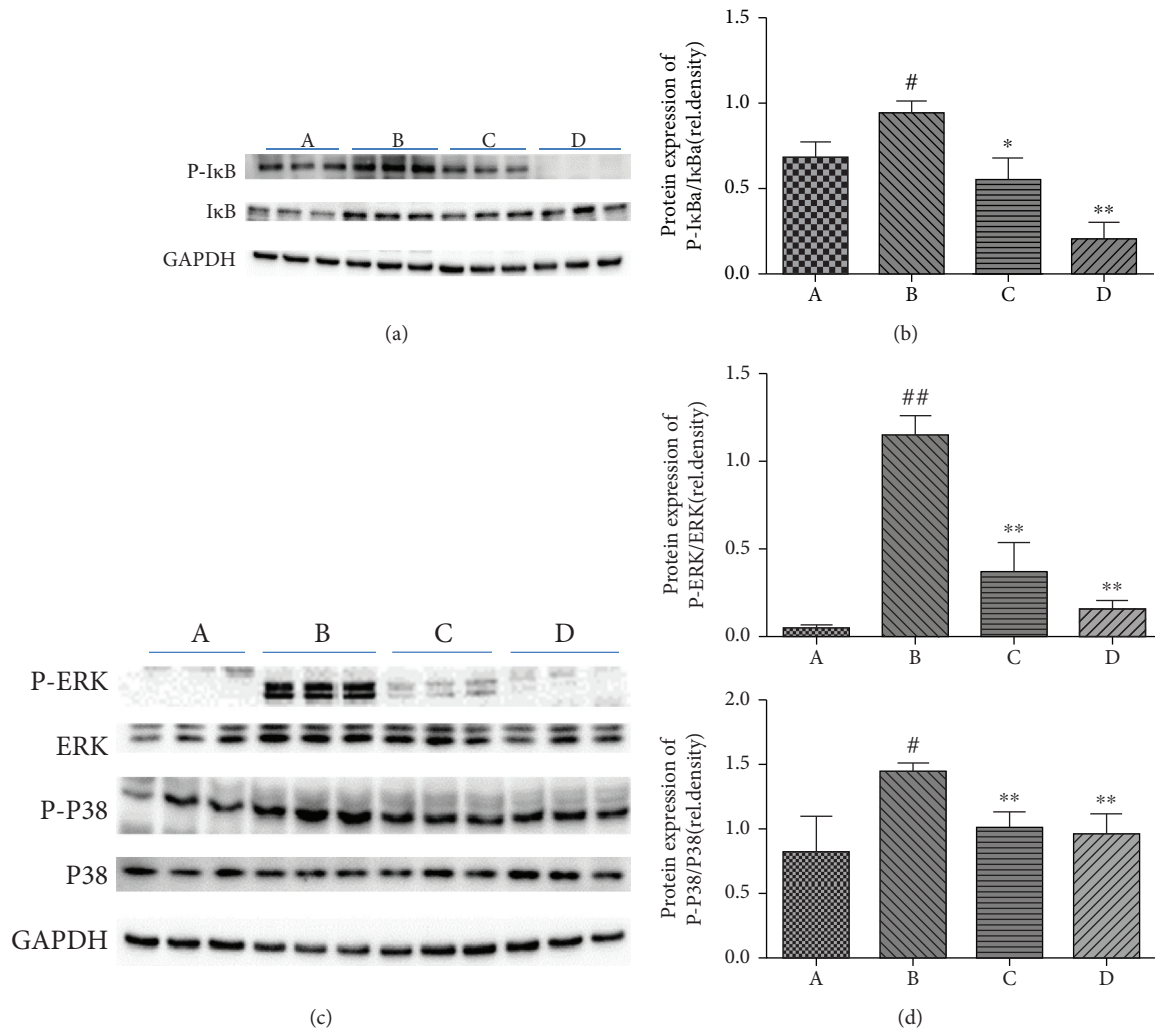 A B C D
P-IκB
IκB
GAPDH
(a)
Protein expression of
P-IκBa/IκBa(rel.density)
1.5
1.0
0.5
0.0
#
*
**
A B C D
(b)
A B C D
P-ERK
ERK
P-P38
P38
GAPDH
(c)
Protein expression of
P-ERK/ERK(rel.density)
1.5
1.0
0.5
0.0
##
**
**
A B C D
Protein expression of
P-P38/P38(rel.density)
2.0
1.5
1.0
0.5
0.0
#
** **
A B C D
(d)